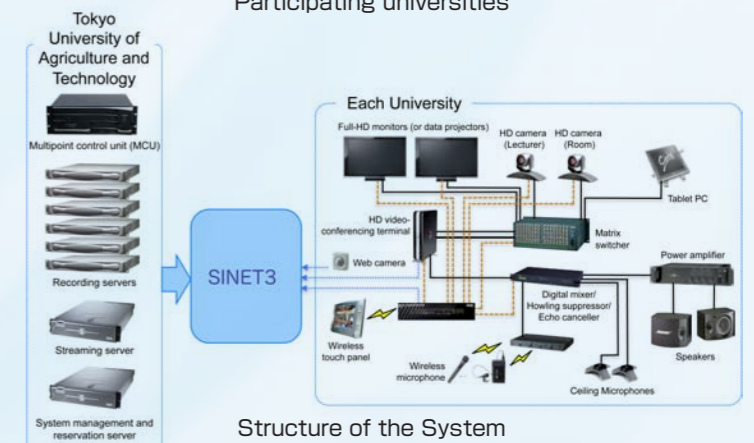 Participating universities
Tokyo
University of
Agriculture and
Technology
Multipoint control unit (MCU)
Recording servers
Streaming server
System management and
reservation server
SINET3
Each University
Full-HD monitors (or data projectors)
HD camera
(Lecturer)
HD camera
(Room)
Tablet PC
HD video-
conferencing terminal
Matrix
switcher
Web camera
Power amplifier
Digital mixer/
Howling suppressor/
Echo canceller
Wireless
touch panel
Wireless
microphone
Speakers
Ceiling Microphones
Structure of the System